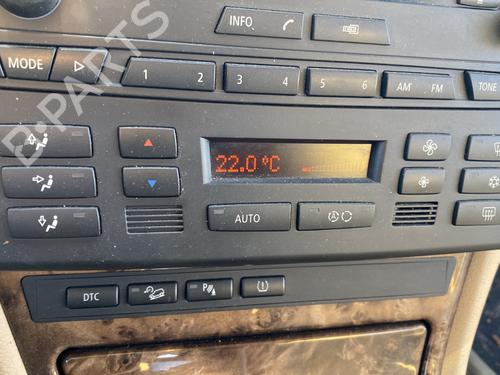 INFO
MODE
1 2 3 4 5 6 AM FM TONE
22.0°C
AUTO
A
DTC P
B-PARTS